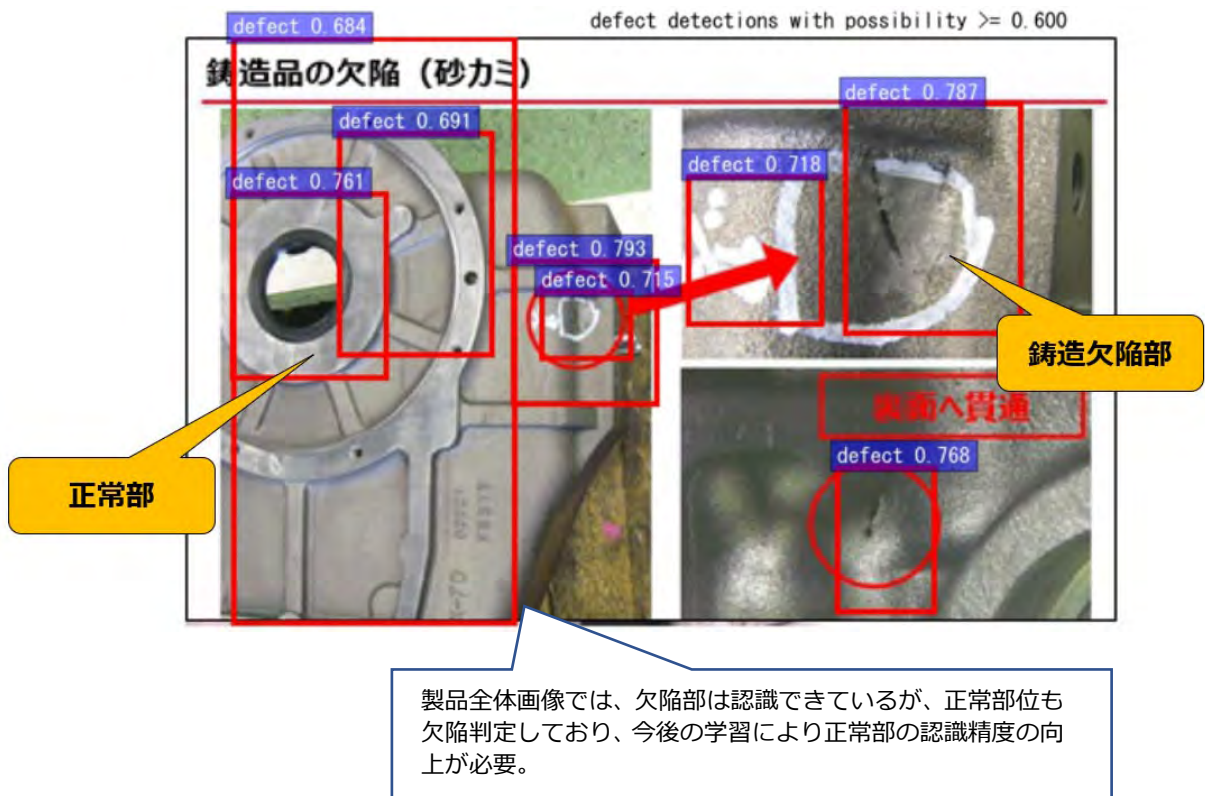 defect detections with possibility >= 0.600
defect 0.684
鋳造品の欠陥（砂カミ）
defect 0.691
defect 0.761
defect 0.793
defect 0.715
defect 0.787
defect 0.718
鋳造欠陥部
裏面へ貫通
defect 0.768
正常部
製品全体画像では、欠陥部は認識できているが、正常部位も
欠陥判定しており、今後の学習により正常部の認識精度の向
上が必要。